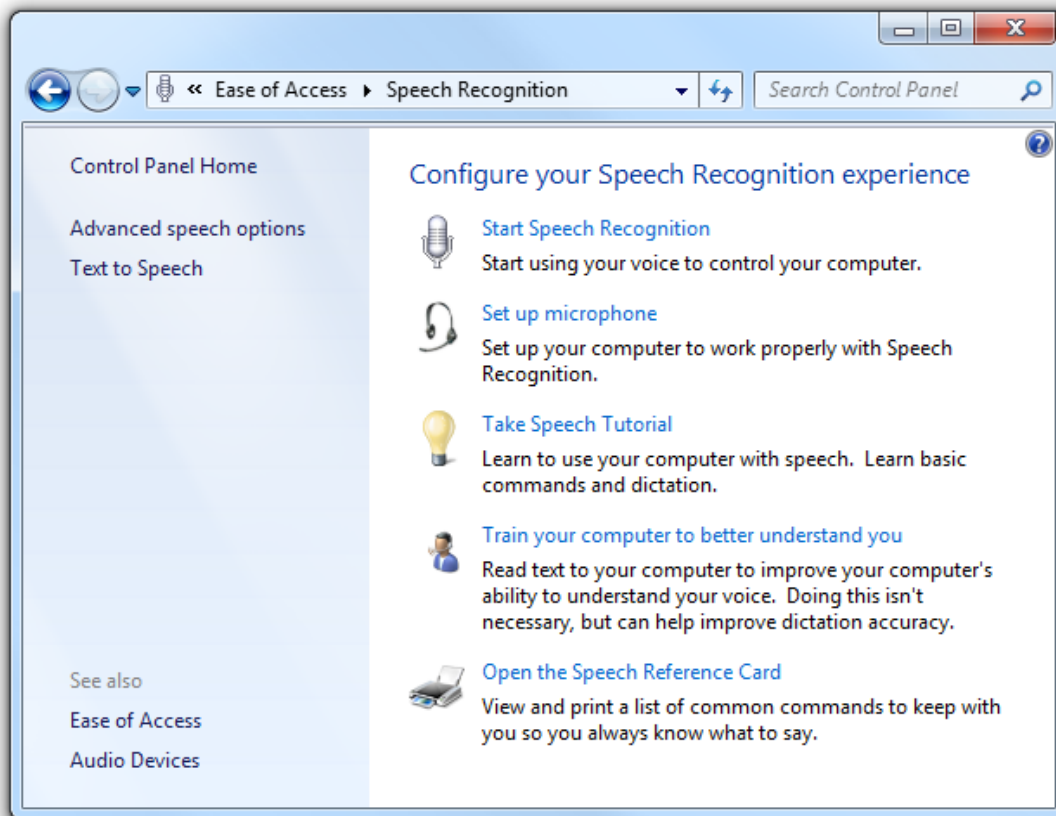 « Ease of Access ▸ Speech Recognition
Search Control Panel
Control Panel Home
Advanced speech options
Text to Speech
See also
Ease of Access
Audio Devices
?
Configure your Speech Recognition experience
Start Speech Recognition
Start using your voice to control your computer.
Set up microphone
Set up your computer to work properly with Speech
Recognition.
Take Speech Tutorial
Learn to use your computer with speech.  Learn basic
commands and dictation.
Train your computer to better understand you
Read text to your computer to improve your computer's
ability to understand your voice.  Doing this isn't
necessary, but can help improve dictation accuracy.
Open the Speech Reference Card
View and print a list of common commands to keep with
you so you always know what to say.